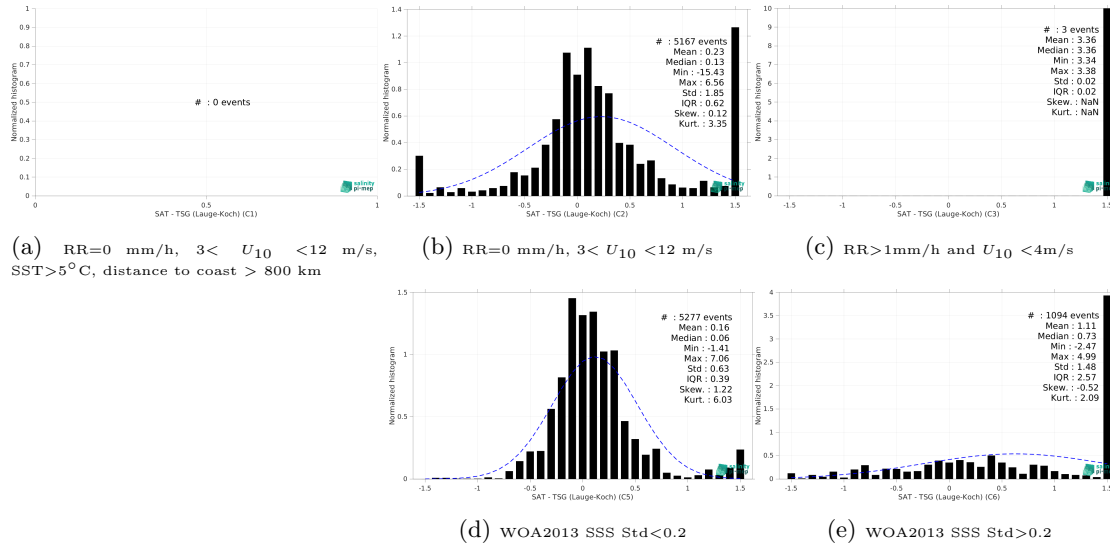 1
0.9
0.8
0.7
0.6
0.5
0.4
0.3
0.2
0.1
0
Normalized histogram
# : 0 events
salinity
pi-mep
0 0.5 1
SAT - TSG (Lauge-Koch) (C1)
(a) RR=0 mm/h, 3< U10 <12 m/s,
SST>5°C, distance to coast > 800 km
1.4
1.2
1
0.8
0.6
0.4
0.2
0
Normalized histogram
# : 5167 events
Mean : 0.23
Median : 0.13
Min : -15.43
Max : 6.56
Std : 1.85
IQR : 0.62
Skew. : 0.12
Kurt. : 3.35
salinity
pi-mep
-1.5 -1 -0.5 0 0.5 1 1.5
SAT - TSG (Lauge-Koch) (C2)
(b) RR=0 mm/h, 3< U10 <12 m/s
10
9
8
7
6
5
4
3
2
1
0
Normalized histogram
# : 3 events
Mean : 3.36
Median : 3.36
Min : 3.34
Max : 3.38
Std : 0.02
IQR : 0.02
Skew. : NaN
Kurt. : NaN
salinity
pi-mep
-1.5 -1 -0.5 0 0.5 1 1.5
SAT - TSG (Lauge-Koch) (C3)
(c) RR>1mm/h and U10 <4m/s
1.5
1
0.5
0
Normalized histogram
# : 5277 events
Mean : 0.16
Median : 0.06
Min : -1.41
Max : 7.06
Std : 0.63
IQR : 0.39
Skew. : 1.22
Kurt. : 6.03
salinity
pi-mep
-1.5 -1 -0.5 0 0.5 1 1.5
SAT - TSG (Lauge-Koch) (C5)
(d) WOA2013 SSS Std<0.2
4
3.5
3
2.5
2
1.5
1
0.5
0
Normalized histogram
# : 1094 events
Mean : 1.11
Median : 0.73
Min : -2.47
Max : 4.99
Std : 1.48
IQR : 2.57
Skew. : -0.52
Kurt. : 2.09
salinity
pi-mep
-1.5 -1 -0.5 0 0.5 1 1.5
SAT - TSG (Lauge-Koch) (C6)
(e) WOA2013 SSS Std>0.2